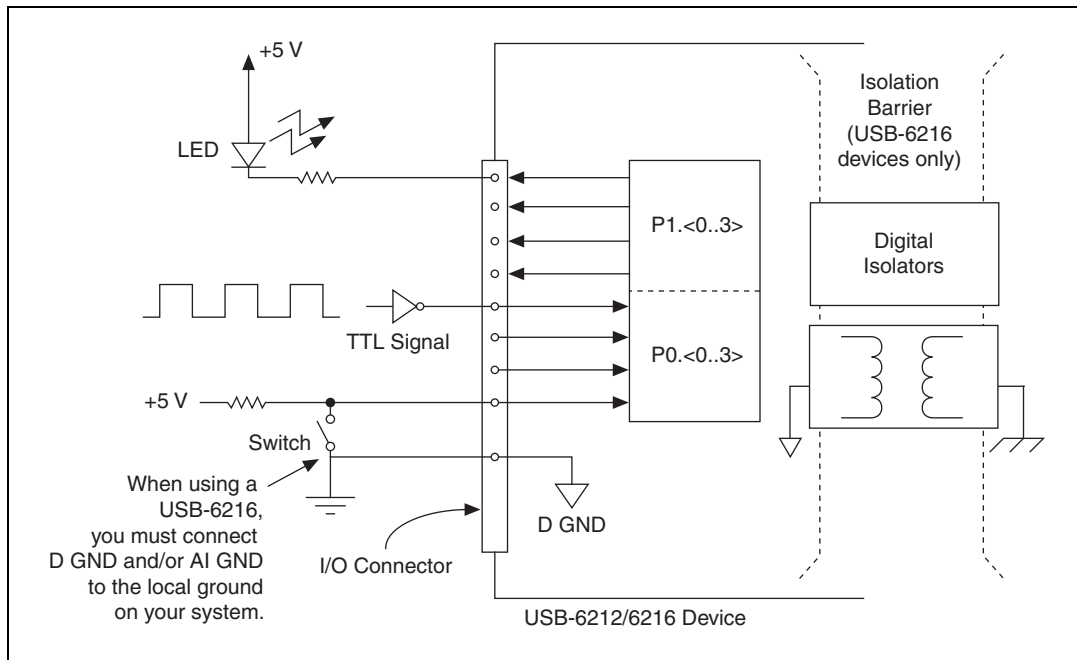 +5 V
LED
Isolation
Barrier
(USB-6216
devices only)
P1.<0..3>
Digital
Isolators
TTL Signal
P0.<0..3>
+5 V
Switch
When using a
USB-6216,
you must connect
D GND and/or AI GND
to the local ground
on your system.
D GND
I/O Connector
USB-6212/6216 Device